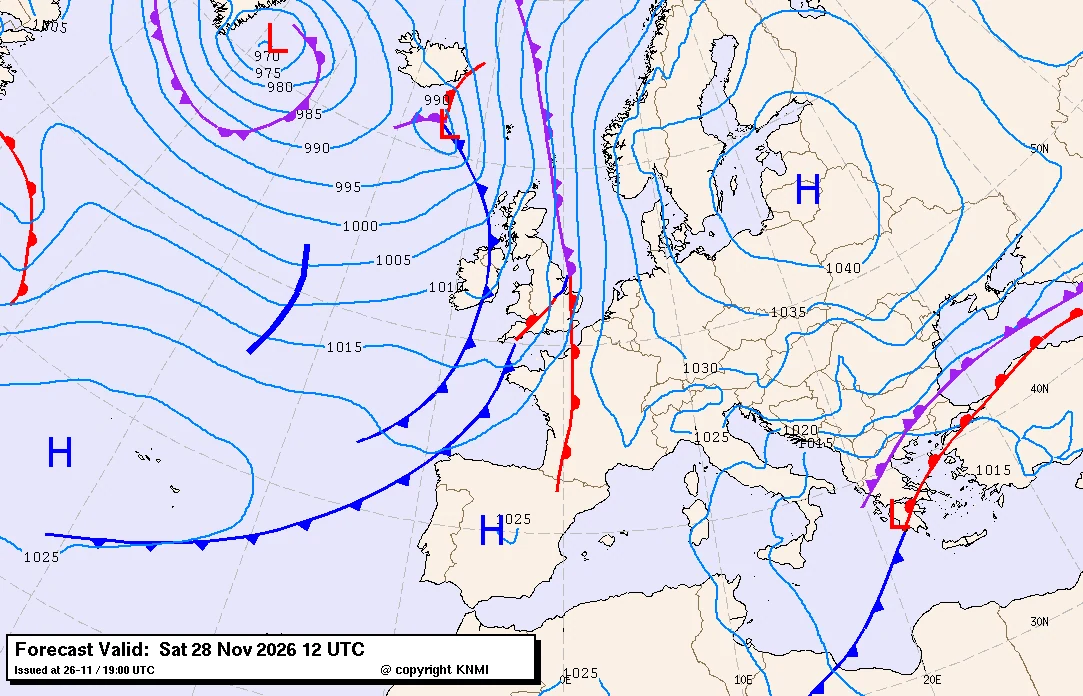 1005
L
970
975
980
990
L
985
990
50N
995
H
1000
1005
1040
1010
1035
1015
1030
40N
1020
1025
1015
H
1015
L
H
1025
1025
30N
Forecast Valid: Sat 28 Nov 2026 12 UTC
Issued at 26-11 / 19:00 UTC
@ copyright KNMI
0E
1025
10E
20E